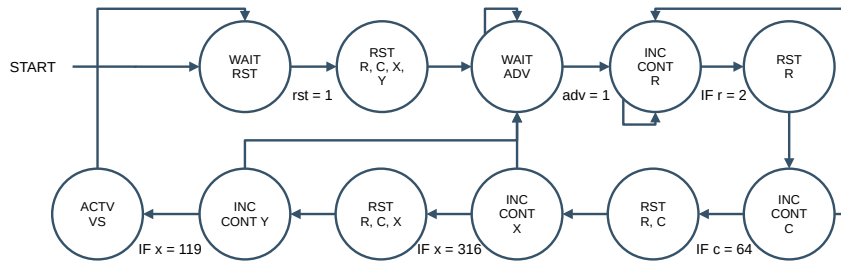 START
WAIT
RST
rst = 1
RST
R, C, X,
Y
WAIT
ADV
adv = 1
INC
CONT
R
IF r = 2
RST
R
ACTV
VS
IF x = 119
INC
CONT Y
RST
R, C, X
IF x = 316
INC
CONT
X
RST
R, C
IF c = 64
INC
CONT
C